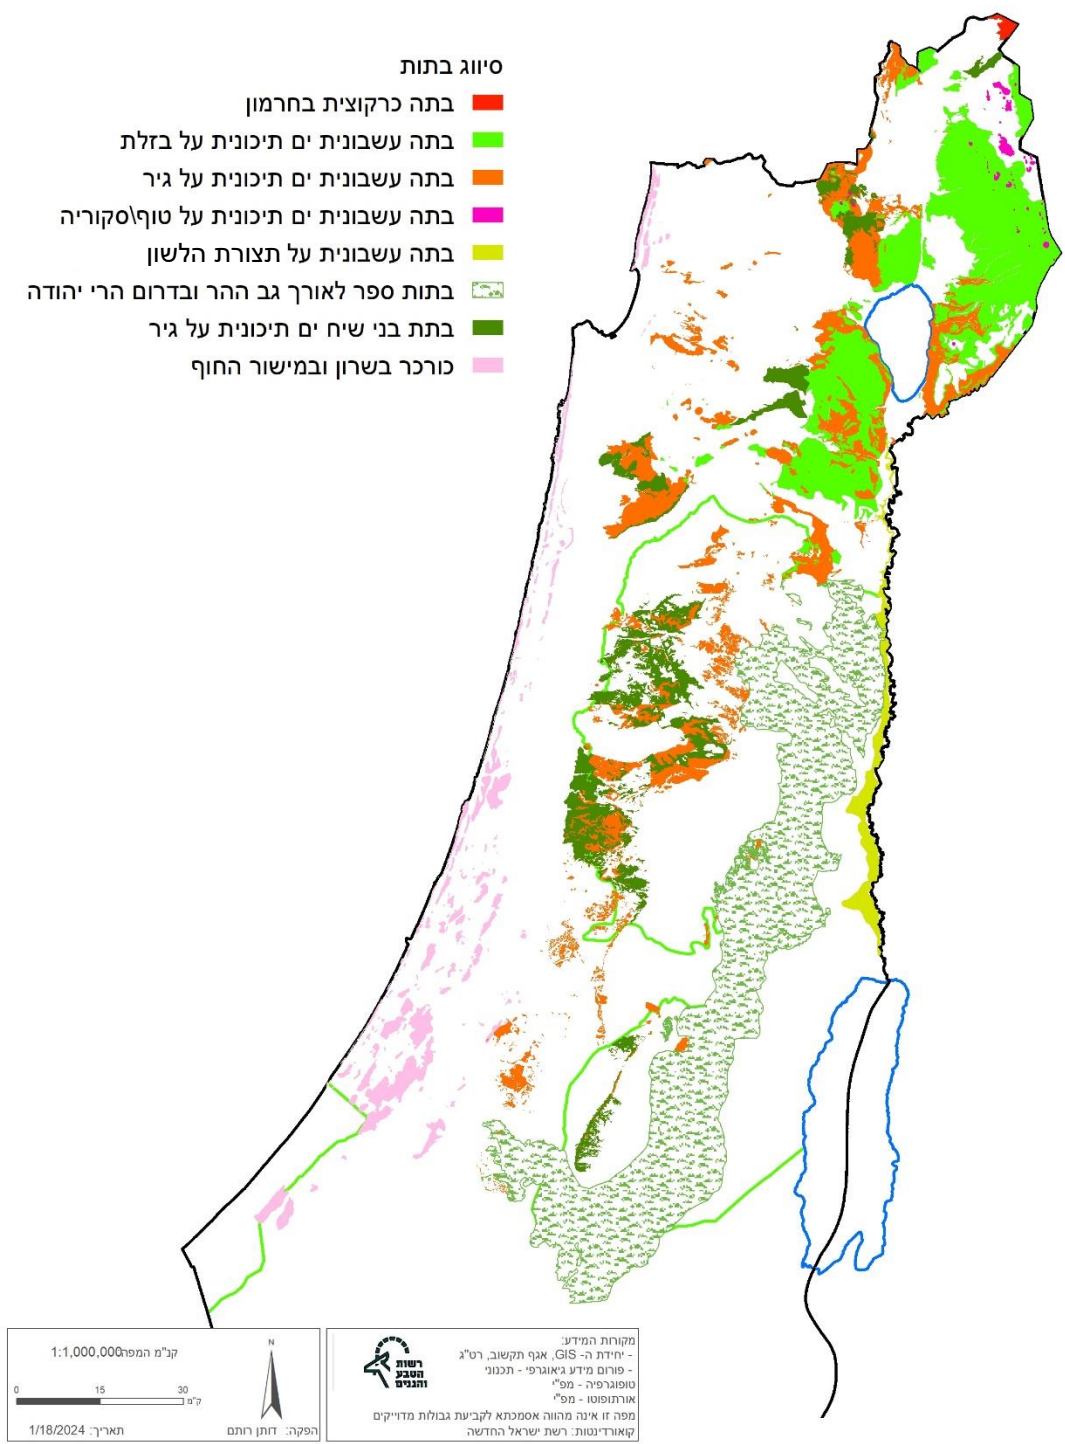 סיווג בתות
בתה כרקוצית בחרמון
בתה עשבונית ים תיכונית על בזלת
בתה עשבונית ים תיכונית על גיר
בתה עשבונית ים תיכונית על טוף\סקוריה
בתה עשבונית על תצורת הלשון
בתות ספר לאורך גב ההר ובדרום הרי יהודה
בתת בני שיח ים תיכונית על גיר
כורכר בשרון ובמישור החוף
קנ"מ המפה 1:1,000,000
N
0 15 30
ק"מ
הפקה: דותן רותם
תאריך: 1/18/2024
רשות
הטבע
והגנים
מקורות המידע:
- יחידת ה- GIS, אגף תקשוב, רט"ג
- פורום מידע גיאוגרפי - תכנוני
טופוגרפיה - מפ"י
אורתופוטו - מפ"י
מפה זו אינה מהווה אסמכתא לקביעת גבולות מדוייקים
קואורדינטות: רשת ישראל החדשה